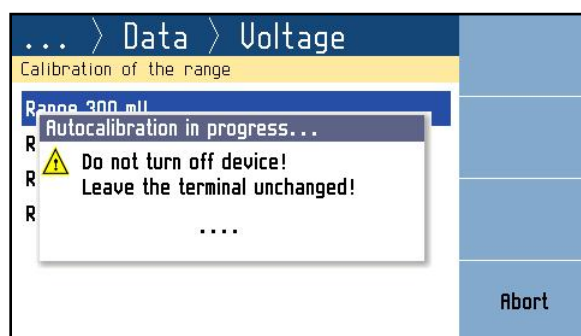 ... > Data > Voltage
Calibration of the range
Range 300 mU
Autocalibration in progress...
R
Do not turn off device!
Leave the terminal unchanged!
R
R
....
Abort